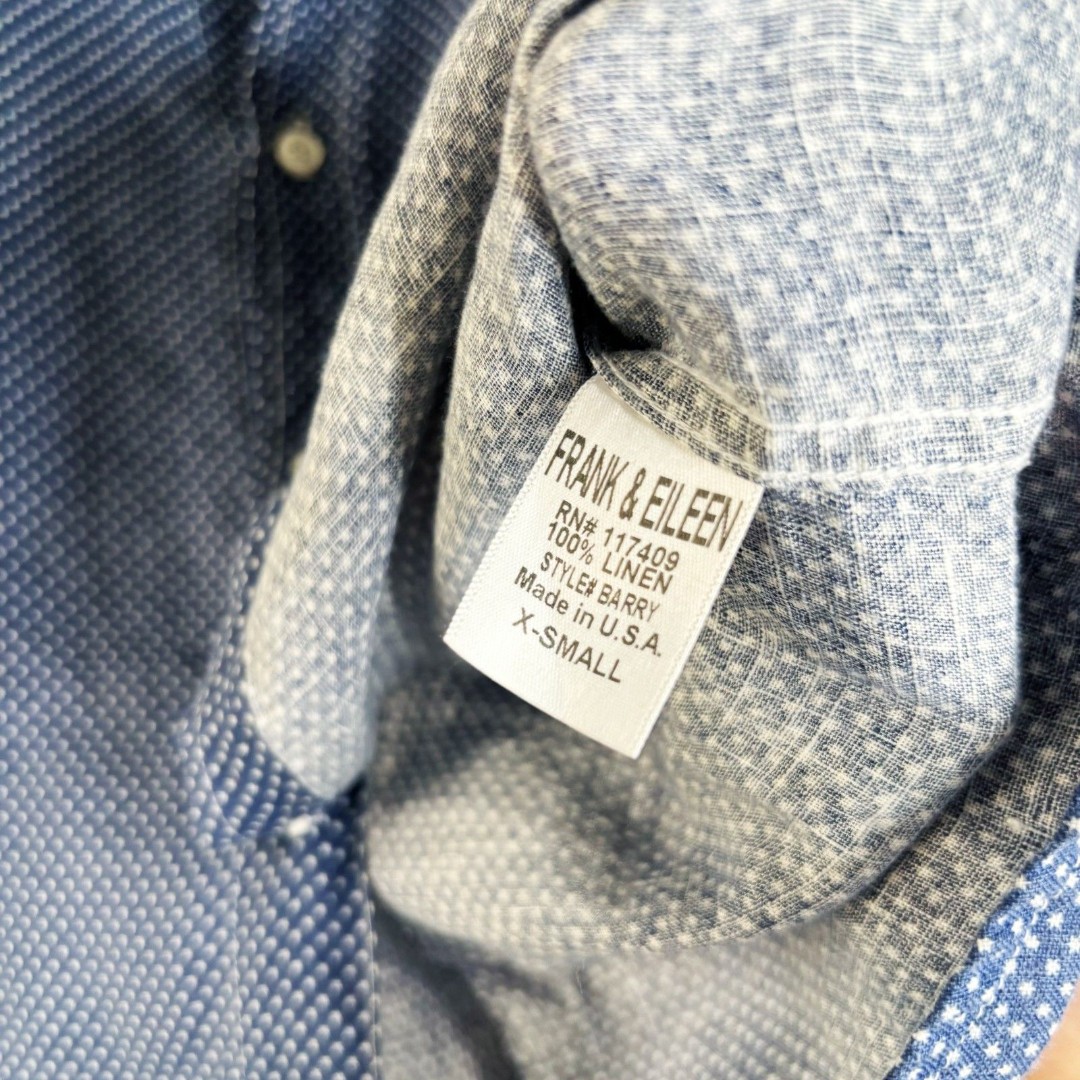 FRANK & EILEEN
RN# 117409
100% LINEN
STYLE# BARRY
Made in U.S.A.
X-SMALL